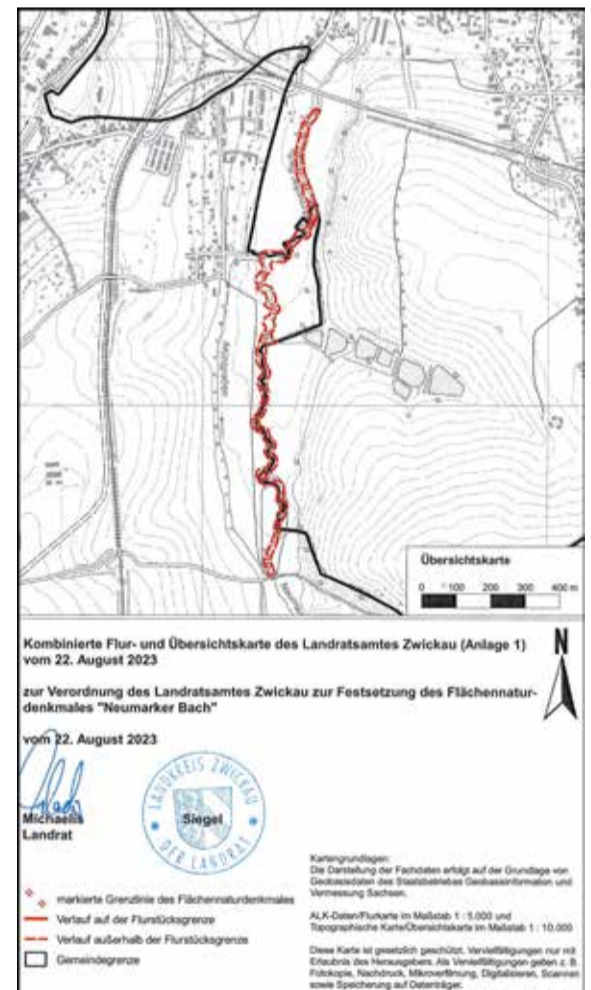 Übersichtskarte
0 100 200 300 400 m
Kombinierte Flur- und Übersichtskarte des Landratsamtes Zwickau (Anlage 1)
vom 22. August 2023
N
zur Verordnung des Landratsamtes Zwickau zur Festsetzung des Flächennatur-
denkmales "Neumarker Bach"
vom 22. August 2023
LANDKREIS ZWICKAU
DER LANDRAT
Siegel
Michaelis
Landrat
markierte Grenzlinie des Flächennaturdenkmales
Verlauf auf der Flurstücksgrenze
Verlauf außerhalb der Flurstücksgrenze
Gemeindegrenze
Kartengrundlagen:
Die Darstellung der Fachdaten erfolgt auf der Grundlage von
Geobasisdaten des Staatsbetriebes Geobasisinformation und
Vermessung Sachsen.
ALK-Daten/Flurkarte im Maßstab 1 : 5.000 und
Topographische Karte/Übersichtskarte im Maßstab 1 : 10.000
Diese Karte ist gesetzlich geschützt. Vervielfältigungen nur mit
Erlaubnis des Herausgebers. Als Vervielfältigungen gelten z. B.
Fotokopie, Nachdruck, Mikroverfilmung, Digitalisieren, Scannen
sowie Speicherung auf Datenträger.